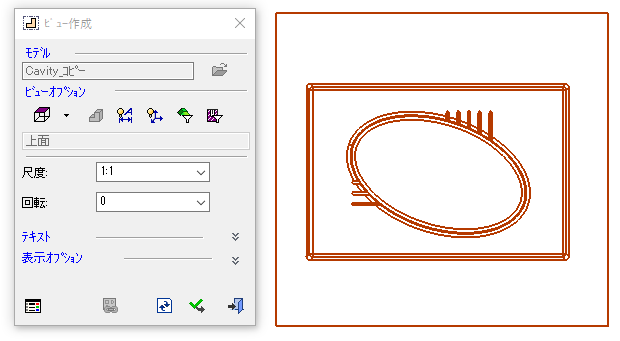 ビュー作成
モデル
Cavity_コピー
ビューオプション
上面
尺度:
1:1
回転:
0
テキスト
表示オプション